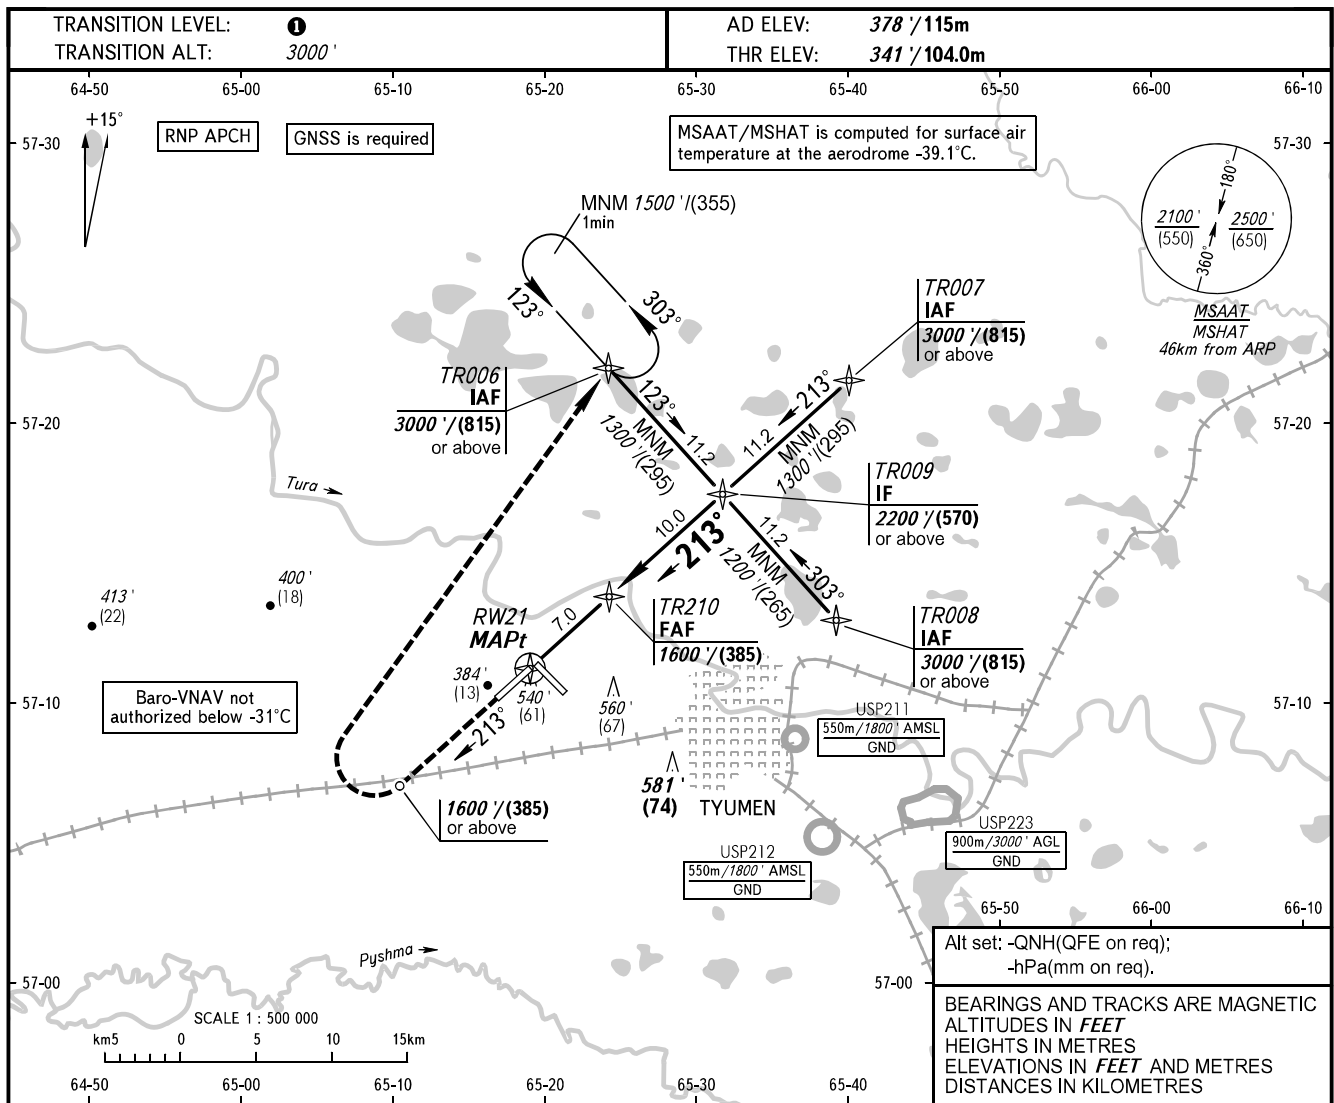 TRANSITION LEVEL: ❶
TRANSITION ALT: 3000 '
AD ELEV: 378 '/115m
THR ELEV: 341 '/104.0m
64-50 65-00 65-10 65-20 65-30 65-40 65-50 66-00 66-10
+15°
57-30
RNP APCH
GNSS is required
MSAAT/MSHAT is computed for surface air
temperature at the aerodrome -39.1°C.
57-30
MNM 1500 '/(355)
1min
180°
2100 '
(550)
2500 '
(650)
360°
MSAAT
MSHAT
46km from ARP
123°
303°
TR007
IAF
3000 '/(815)
or above
TR006
IAF
3000 '/(815)
or above
57-20
57-20
123°
11.2
MNM
1300 '/(295)
213°
11.2
MNM
1300 '/(295)
TR009
IF
2200 '/(570)
or above
Tura
10.0
213°
11.2
303°
MNM
1200 '/(265)
413 '
(22)
400 '
(18)
RW21
MAPt
7.0
TR210
FAF
1600 '/(385)
TR008
IAF
3000 '/(815)
or above
384 '
(13)
540 '
(61)
560 '
(67)
57-10
57-10
Baro-VNAV not
authorized below -31°C
213°
USP211
550m/1800 ' AMSL
GND
581 '
(74)
TYUMEN
1600 '/(385)
or above
USP223
900m/3000 ' AGL
GND
USP212
550m/1800 ' AMSL
GND
65-50 66-00 66-10
Pyshma
57-00
57-00
Alt set: -QNH(QFE on req);
-hPa(mm on req).
BEARINGS AND TRACKS ARE MAGNETIC
ALTITUDES IN FEET
HEIGHTS IN METRES
ELEVATIONS IN FEET AND METRES
DISTANCES IN KILOMETRES
SCALE 1 : 500 000
km5 0 5 10 15km
64-50 65-00 65-10 65-20 65-30 65-40